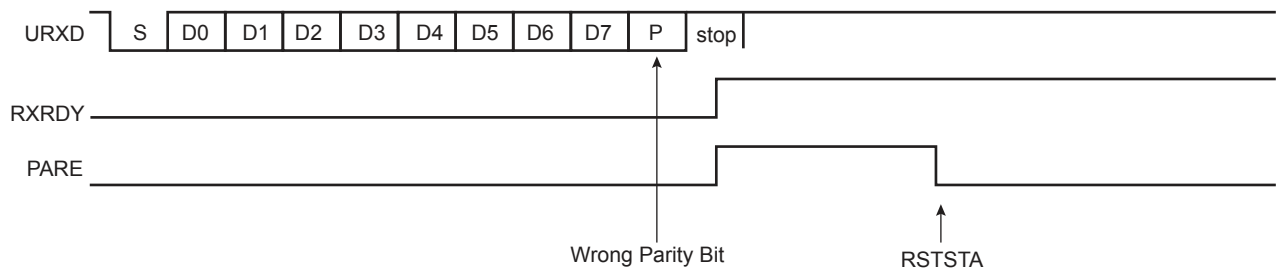 URXD S D0 D1 D2 D3 D4 D5 D6 D7 P stop
RXRDY
PARE
Wrong Parity Bit RSTSTA